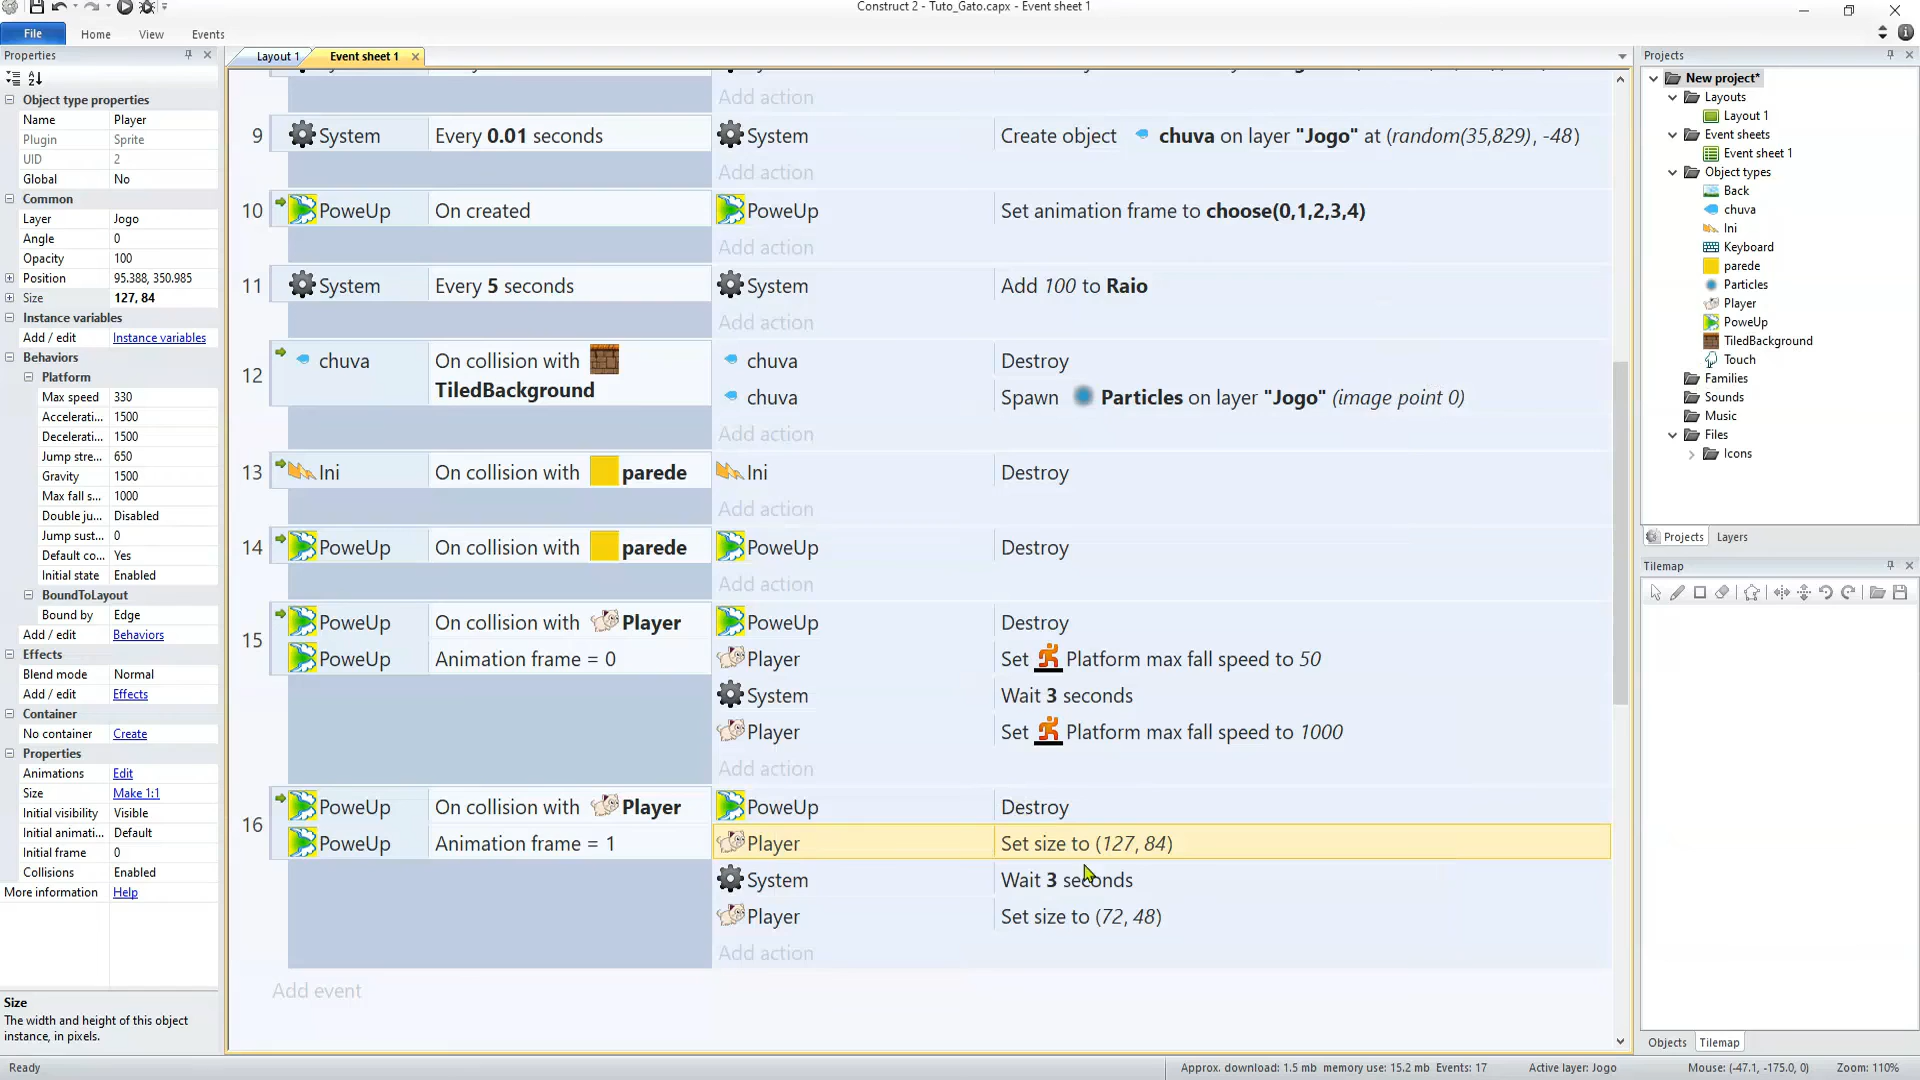 Construct 2 - Tuto_Gato.capx - Event sheet 1
File Home View Events
Properties
Layout 1 Event sheet 1
Projects
Object type properties
Name Player
Plugin Sprite
UID 2
Global No
Common
Layer Jogo
Angle 0
Opacity 100
Position 95.388, 350.985
Size 127, 84
Instance variables
Add / edit Instance variables
Behaviors
Platform
Max speed 330
Accelerati... 1500
Decelerati... 1500
Jump stre... 650
Gravity 1500
Max fall s... 1000
Double ju... Disabled
Jump sust... 0
Default co... Yes
Initial state Enabled
BoundToLayout
Bound by Edge
Add / edit Behaviors
Effects
Blend mode Normal
Add / edit Effects
Container
No container Create
Properties
Animations Edit
Size Make 1:1
Initial visibility Visible
Initial animati... Default
Initial frame 0
Collisions Enabled
More information Help
Size
The width and height of this object
instance, in pixels.
Add action
9 System Every 0.01 seconds System Create object chuva on layer "Jogo" at (random(35,829), -48)
Add action
10 PoweUp On created PoweUp Set animation frame to choose(0,1,2,3,4)
Add action
11 System Every 5 seconds System Add 100 to Raio
Add action
12 chuva On collision with TiledBackground chuva Destroy
chuva Spawn Particles on layer "Jogo" (image point 0)
Add action
13 Ini On collision with parede Ini Destroy
Add action
14 PoweUp On collision with parede PoweUp Destroy
Add action
15 PoweUp On collision with Player PoweUp Destroy
PoweUp Animation frame = 0 Player Set Platform max fall speed to 50
System Wait 3 seconds
Player Set Platform max fall speed to 1000
Add action
16 PoweUp On collision with Player PoweUp Destroy
PoweUp Animation frame = 1 Player Set size to (127, 84)
System Wait 3 seconds
Player Set size to (72, 48)
Add action
Add event
New project*
Layouts
Layout 1
Event sheets
Event sheet 1
Object types
Back
chuva
Ini
Keyboard
parede
Particles
Player
PoweUp
TiledBackground
Touch
Families
Sounds
Music
Files
Icons
Projects Layers
Tilemap
Objects Tilemap
Ready Approx. download: 1.5 mb memory use: 15.2 mb Events: 17 Active layer: Jogo Mouse: (-47.1, -175.0, 0) Zoom: 110%